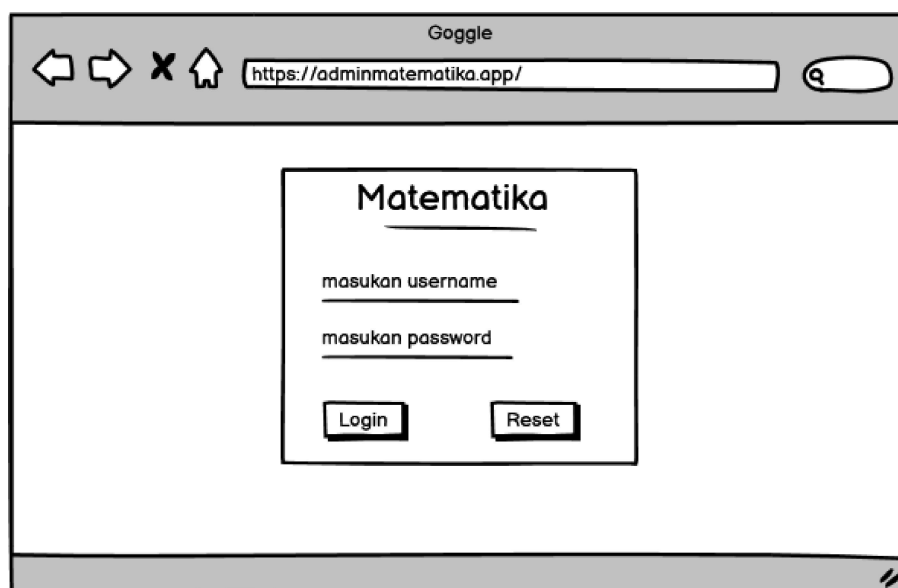 Goggle
https://adminmatematika.app/
Matematika
masukan username
masukan password
Login
Reset